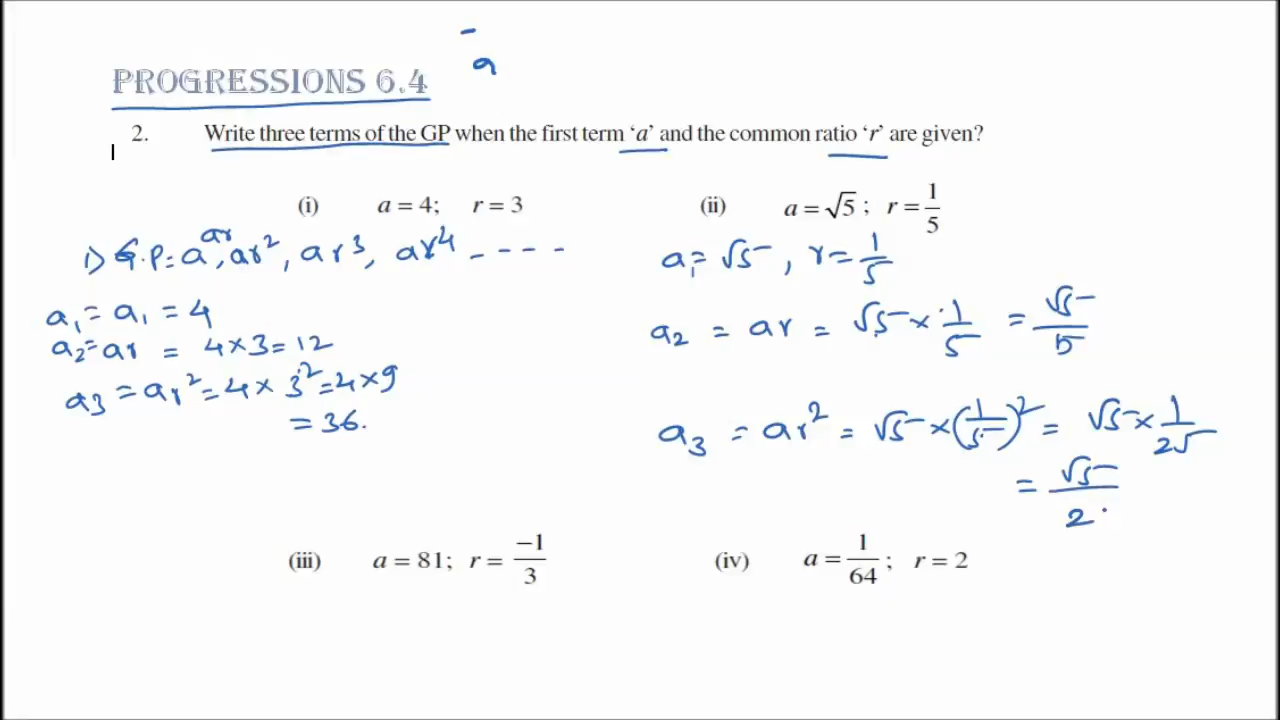 a
PROGRESSIONS 6.4
2. Write three terms of the GP when the first term ‘a’ and the common ratio ‘r’ are given?
(i) a = 4; r = 3
(ii) a = √5 ; r = 1/5
1) G.P = a, ar, ar², ar³, ar⁴ - - - -
a₁ = a₁ = 4
a₂ = ar = 4 × 3 = 12
a₃ = ar² = 4 × 3² = 4 × 9
= 36.
a₁ = √5 , r = 1/5
a₂ = ar = √5 × 1/5 = √5/5
a₃ = ar² = √5 × (1/5)² = √5 × 1/25
= √5/2
(iii) a = 81; r = −1/3
(iv) a = 1/64 ; r = 2